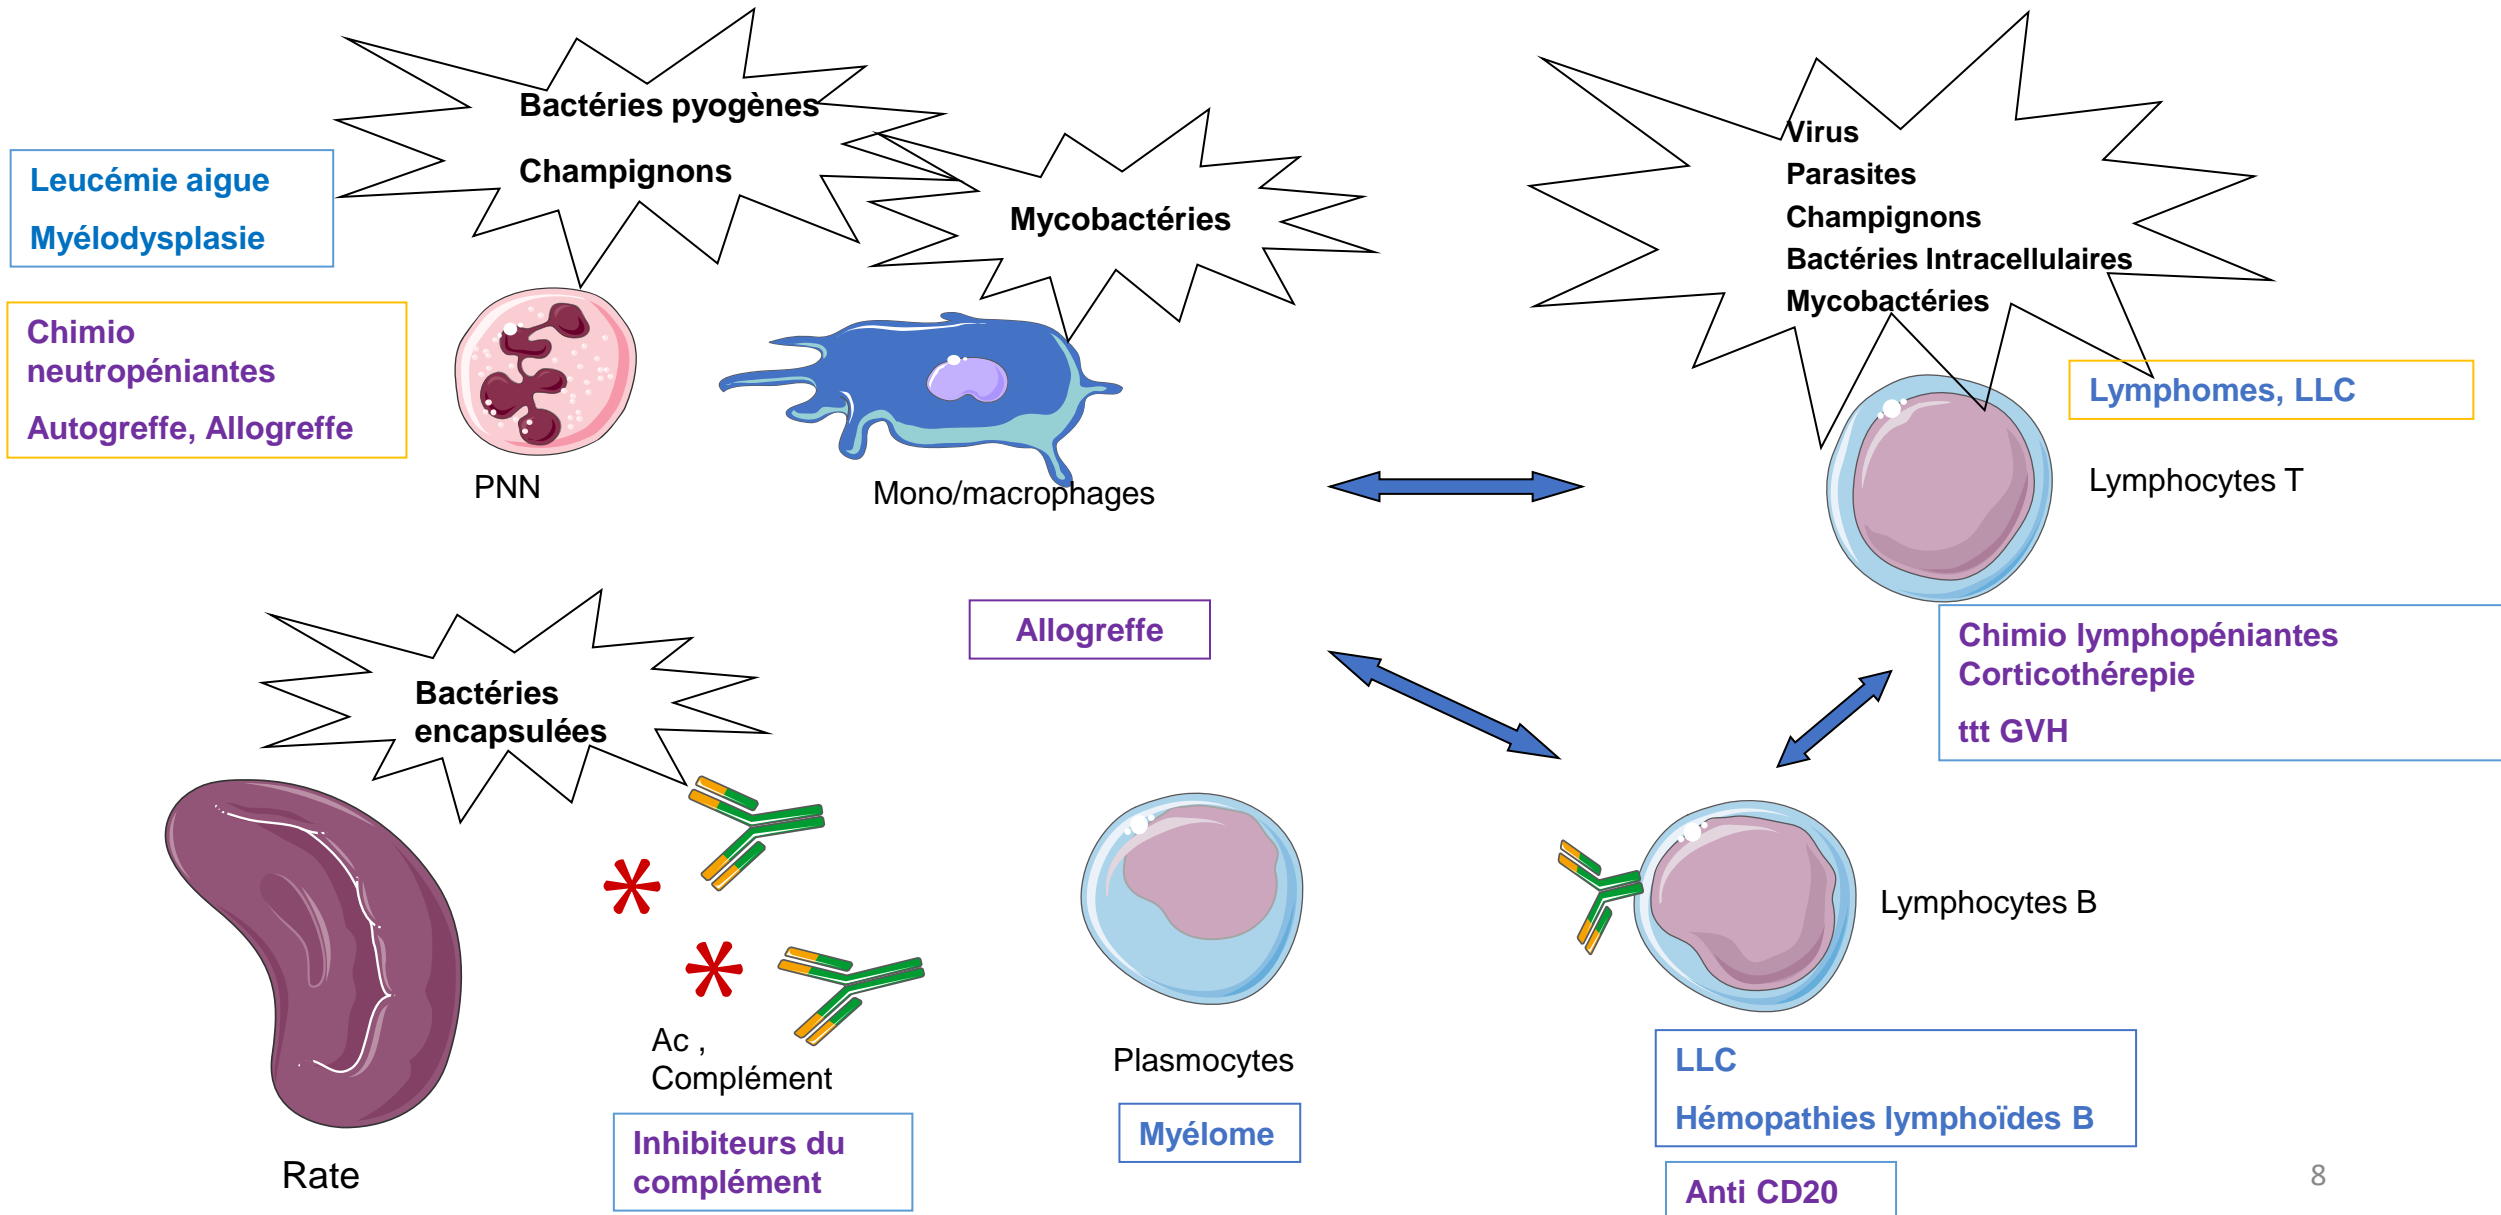 Bactéries pyogènes
Champignons
Leucémie aigue
Myélodysplasie
Mycobactéries
Virus
Parasites
Champignons
Bactéries Intracellulaires
Mycobactéries
Chimio
neutropéniantes
Autogreffe, Allogreffe
Lymphomes, LLC
PNN
Mono/macrophages
Lymphocytes T
Allogreffe
Chimio lymphopéniantes
Corticothérepie
ttt GVH
Bactéries
encapsulées
Lymphocytes B
Ac ,
Complément
Plasmocytes
LLC
Hémopathies lymphoïdes B
Myélome
Inhibiteurs du
complément
Rate
Anti CD20
8